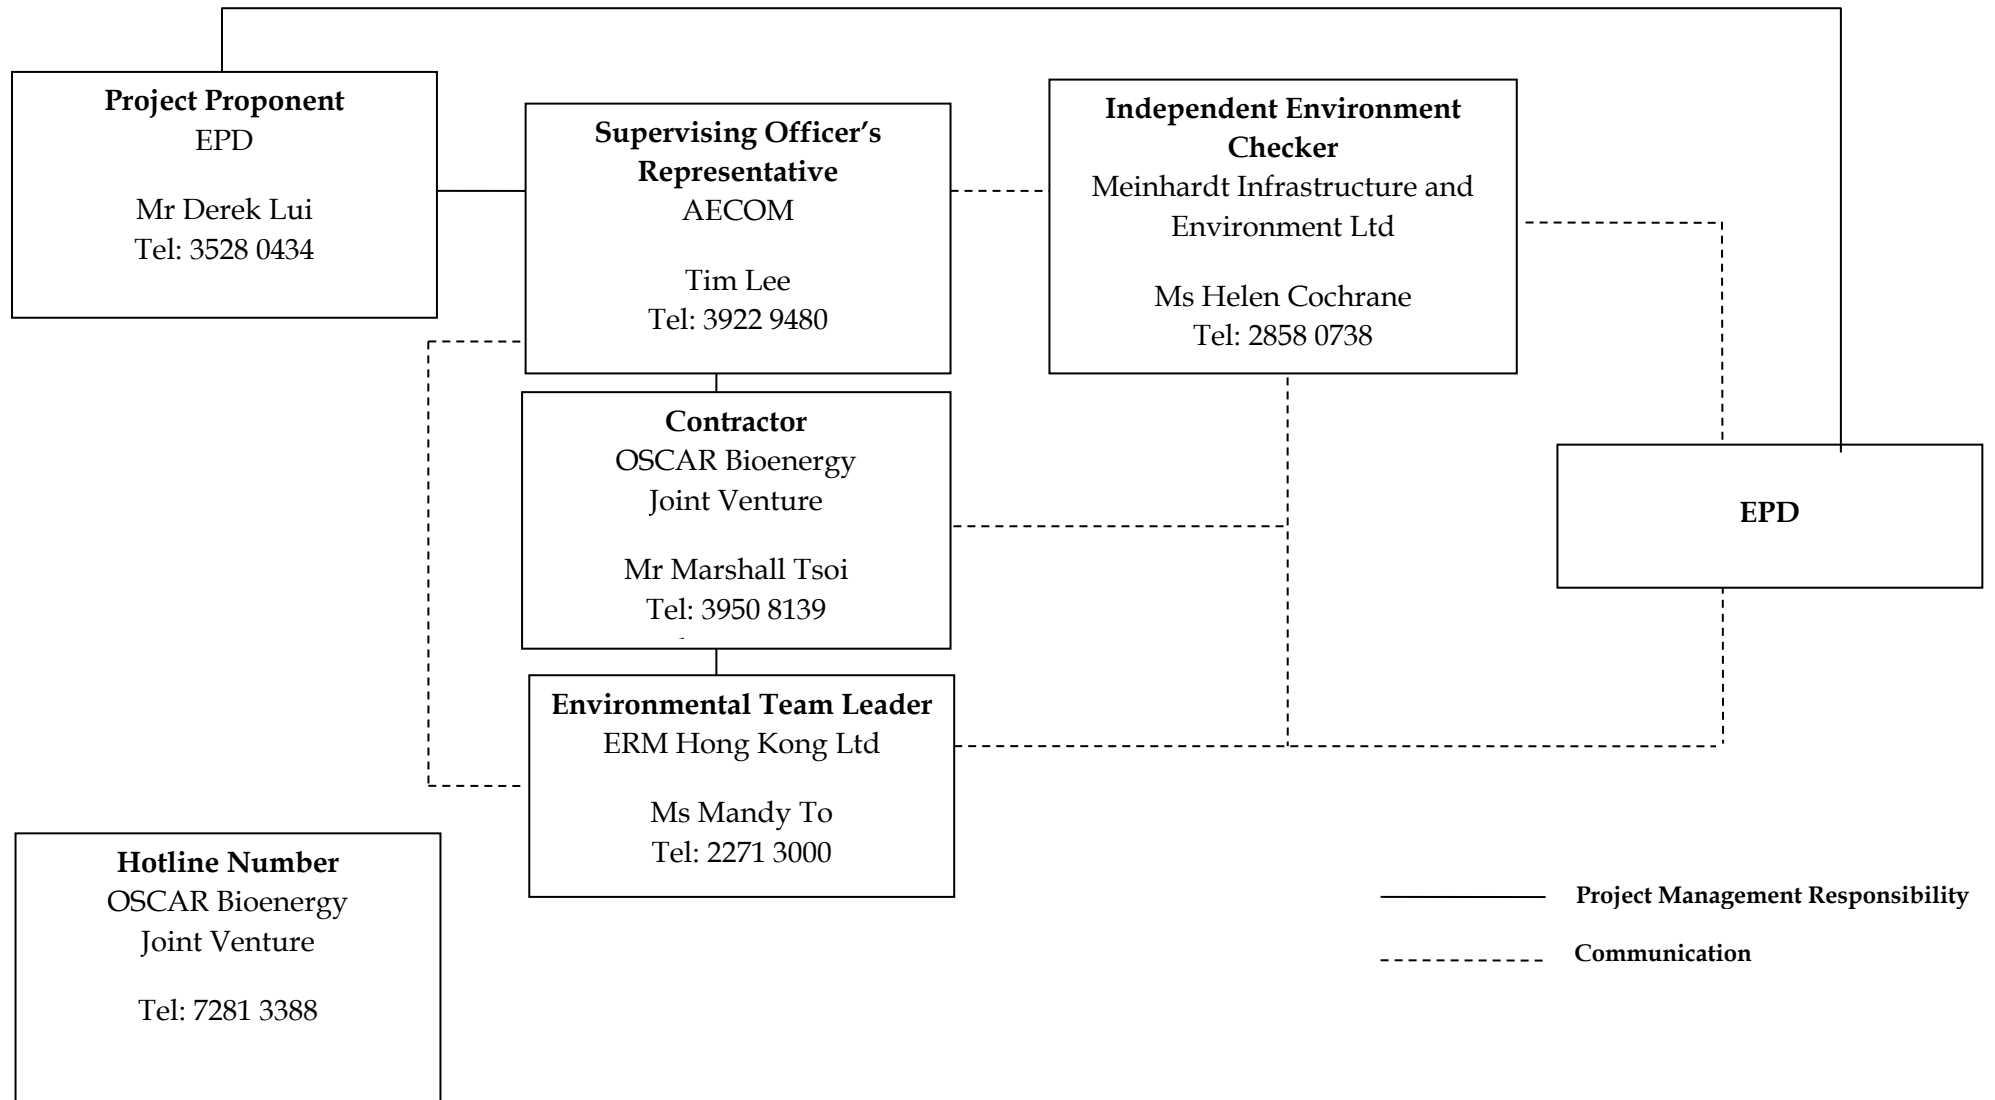 Project Proponent
EPD
Mr Derek Lui
Tel: 3528 0434
Supervising Officer’s
Representative
AECOM
Tim Lee
Tel: 3922 9480
Independent Environment
Checker
Meinhardt Infrastructure and
Environment Ltd
Ms Helen Cochrane
Tel: 2858 0738
Contractor
OSCAR Bioenergy
Joint Venture
Mr Marshall Tsoi
Tel: 3950 8139
EPD
Environmental Team Leader
ERM Hong Kong Ltd
Ms Mandy To
Tel: 2271 3000
Hotline Number
OSCAR Bioenergy
Joint Venture
Tel: 7281 3388
Project Management Responsibility
Communication